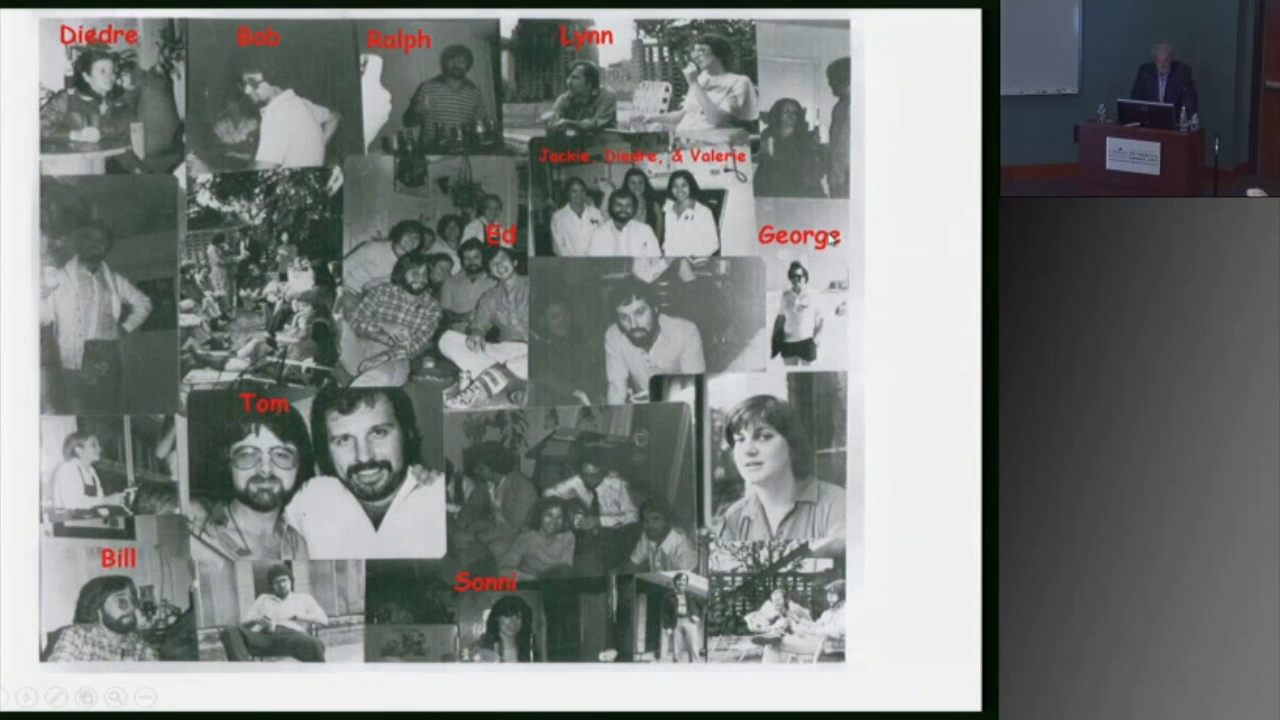 Diedre
Bob
Ralph
Lynn
Jackie, Diedre, & Valerie
Ed
George
Tom
Bill
Sonni